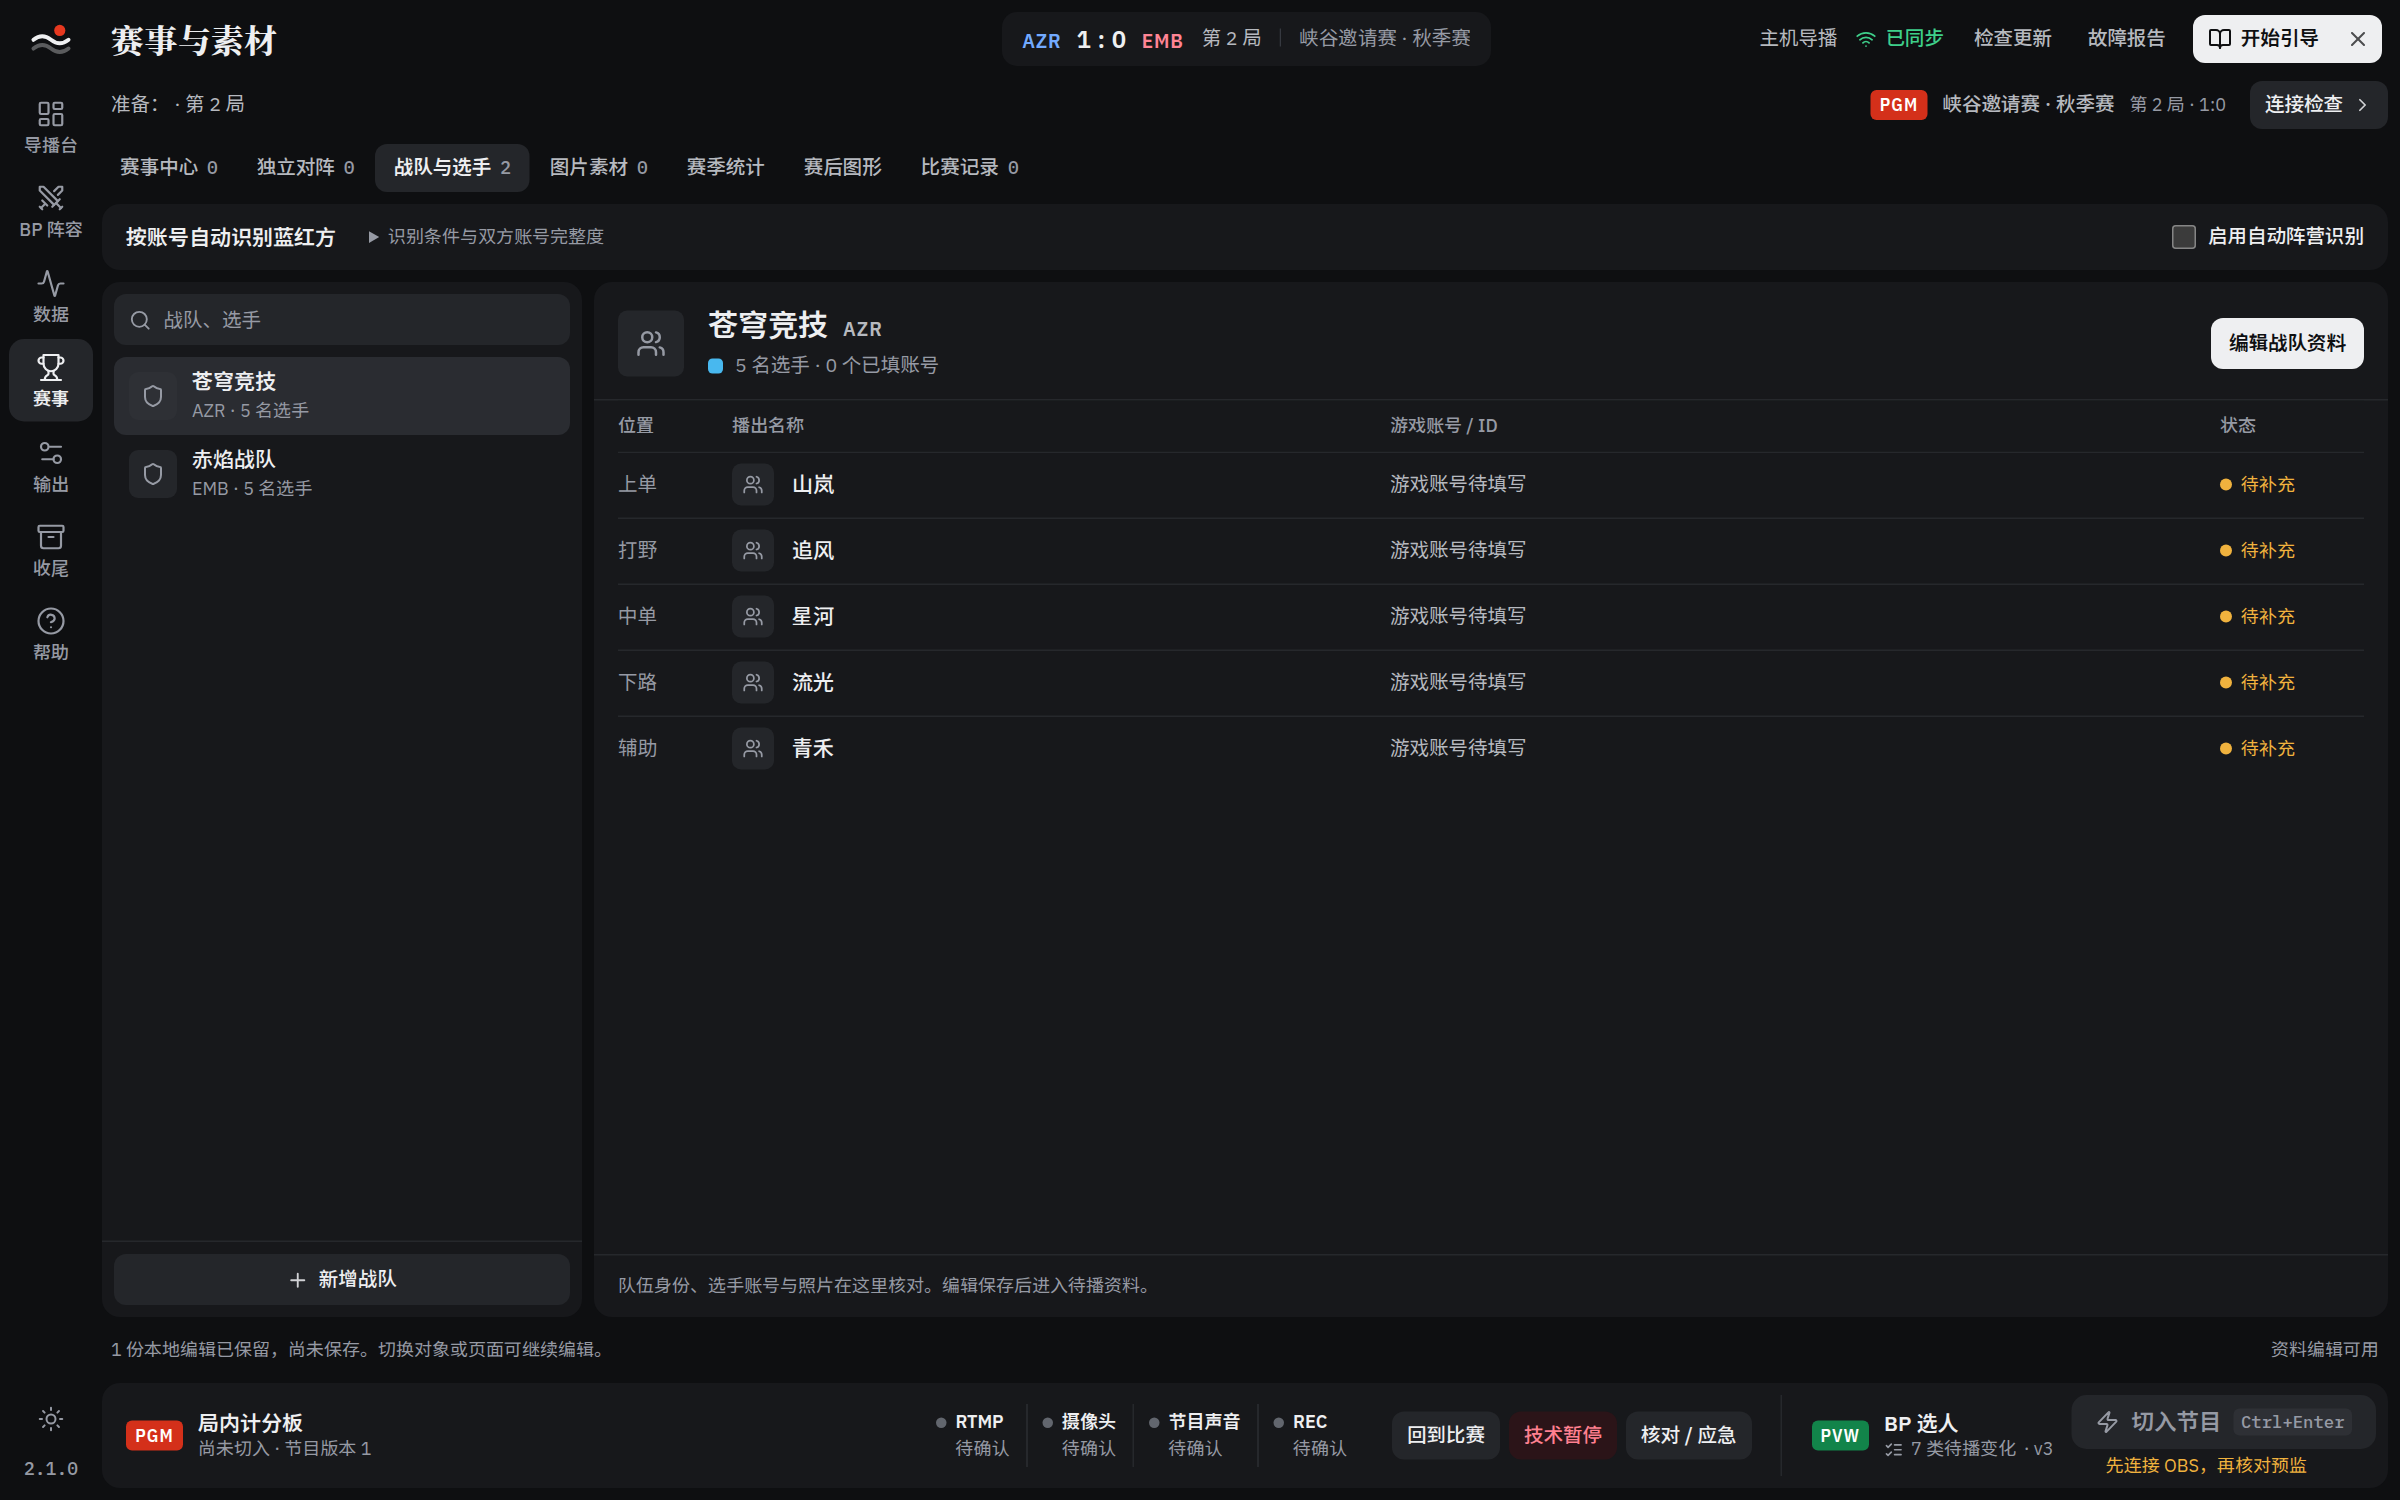 赛事与素材
AZR 1 : 0 EMB 第 2 局 峡谷邀请赛 · 秋季赛
主机导播 已同步 检查更新 故障报告 开始引导
准备： · 第 2 局
PGM 峡谷邀请赛 · 秋季赛 第 2 局 · 1:0 连接检查
赛事中心 0 独立对阵 0 战队与选手 2 图片素材 0 赛季统计 赛后图形 比赛记录 0
导播台
BP 阵容
数据
赛事
输出
收尾
帮助
2.1.0
按账号自动识别蓝红方 识别条件与双方账号完整度 启用自动阵营识别
战队、选手
苍穹竞技
AZR · 5 名选手
赤焰战队
EMB · 5 名选手
新增战队
苍穹竞技 AZR
5 名选手 · 0 个已填账号
编辑战队资料
位置 播出名称 游戏账号 / ID 状态
上单 山岚 游戏账号待填写 待补充
打野 追风 游戏账号待填写 待补充
中单 星河 游戏账号待填写 待补充
下路 流光 游戏账号待填写 待补充
辅助 青禾 游戏账号待填写 待补充
队伍身份、选手账号与照片在这里核对。编辑保存后进入待播资料。
1 份本地编辑已保留，尚未保存。切换对象或页面可继续编辑。 资料编辑可用
PGM 局内计分板
尚未切入 · 节目版本 1
RTMP 待确认
摄像头 待确认
节目声音 待确认
REC 待确认
回到比赛 技术暂停 核对 / 应急
PVW BP 选人
7 类待播变化 · v3
切入节目 Ctrl+Enter
先连接 OBS，再核对预监